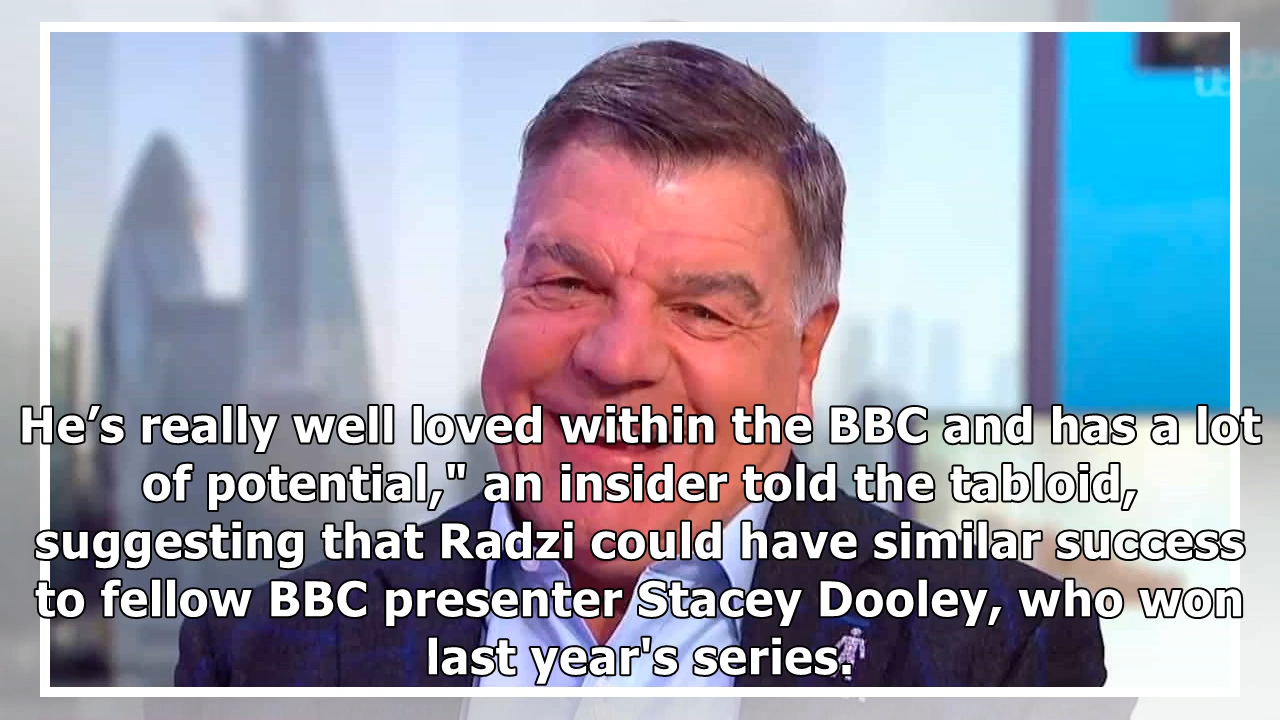 itv
He’s really well loved within the BBC and has a lot
of potential," an insider told the tabloid,
suggesting that Radzi could have similar success
to fellow BBC presenter Stacey Dooley, who won
last year's series.